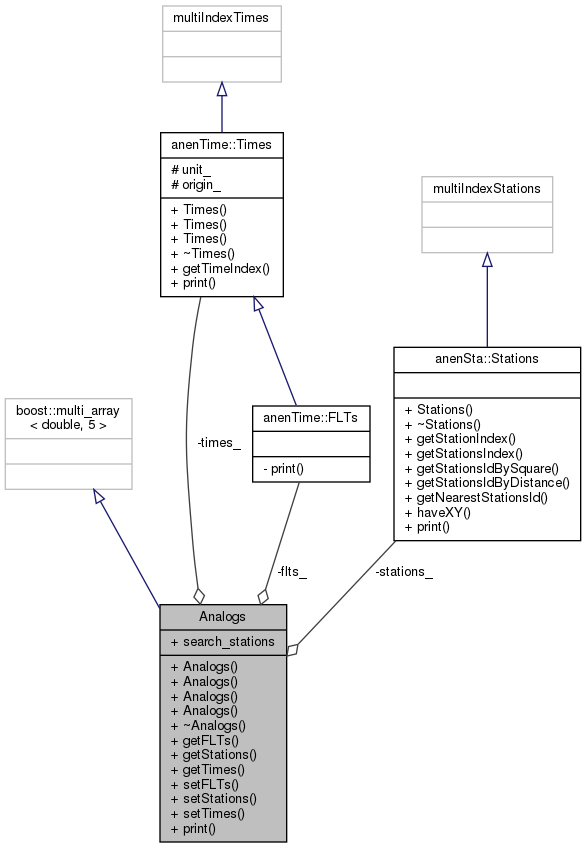 multiIndexTimes
anenTime::Times
# unit_
# origin_
+ Times()
+ Times()
+ Times()
+ ~Times()
+ getTimeIndex()
+ print()
multiIndexStations
anenSta::Stations
+ Stations()
+ ~Stations()
+ getStationIndex()
+ getStationsIndex()
+ getStationsIdBySquare()
+ getStationsIdByDistance()
+ getNearestStationsId()
+ haveXY()
+ print()
boost::multi_array
< double, 5 >
anenTime::FLTs
- print()
-times_
-flts_
-stations_
Analogs
+ search_stations
+ Analogs()
+ Analogs()
+ Analogs()
+ Analogs()
+ ~Analogs()
+ getFLTs()
+ getStations()
+ getTimes()
+ setFLTs()
+ setStations()
+ setTimes()
+ print()